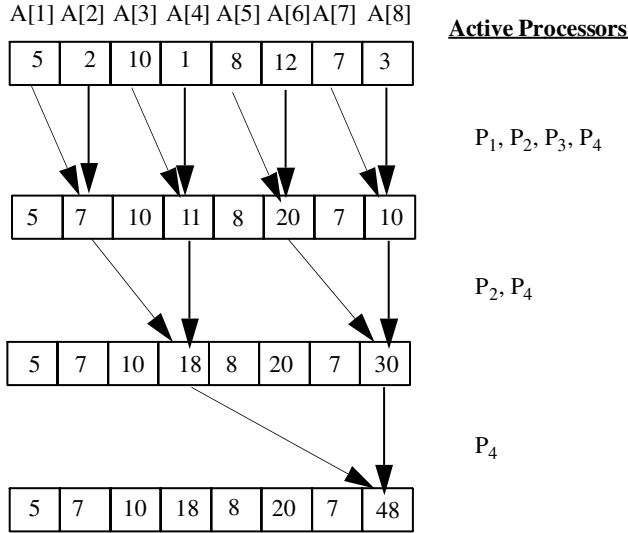 A[1] A[2] A[3] A[4] A[5] A[6] A[7] A[8]
Active Processors
5 2 10 1 8 12 7 3
P1, P2, P3, P4
5 7 10 11 8 20 7 10
P2, P4
5 7 10 18 8 20 7 30
P4
5 7 10 18 8 20 7 48